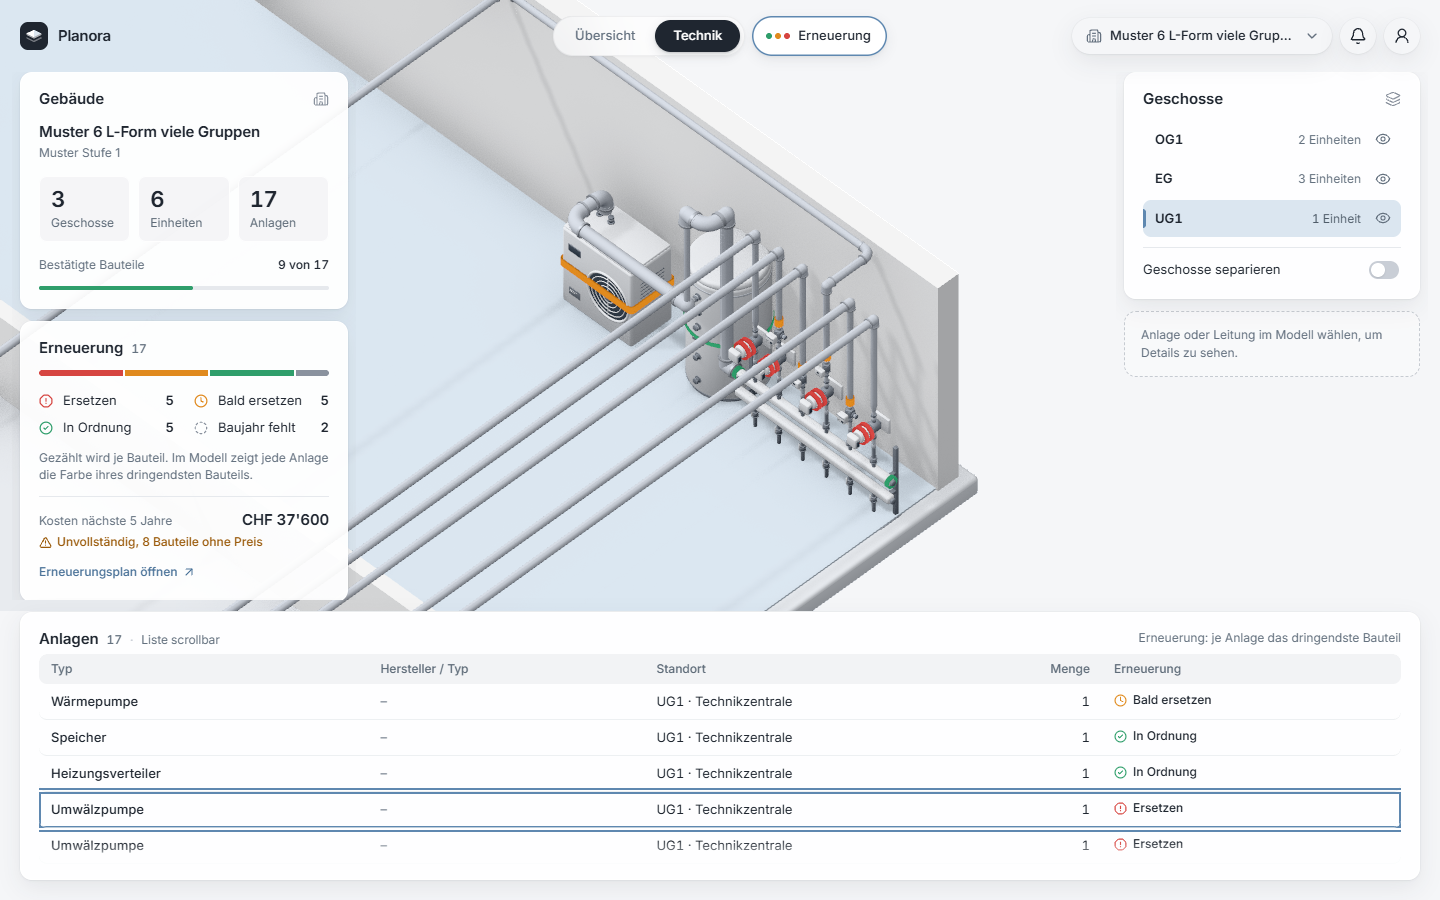 Planora
Übersicht
Technik
Erneuerung
Muster 6 L-Form viele Grup...
Gebäude
Muster 6 L-Form viele Gruppen
Muster Stufe 1
3 6 17
Geschosse Einheiten Anlagen
Bestätigte Bauteile 9 von 17
Erneuerung 17
Ersetzen 5 Bald ersetzen 5
In Ordnung 5 Baujahr fehlt 2
Gezählt wird je Bauteil. Im Modell zeigt jede Anlage
die Farbe ihres dringendsten Bauteils.
Kosten nächste 5 Jahre CHF 37'600
Unvollständig, 8 Bauteile ohne Preis
Erneuerungsplan öffnen
Geschosse
OG1 2 Einheiten
EG 3 Einheiten
UG1 1 Einheit
Geschosse separieren
Anlage oder Leitung im Modell wählen, um
Details zu sehen.
Anlagen 17 · Liste scrollbar
Erneuerung: je Anlage das dringendste Bauteil
Typ Hersteller / Typ Standort Menge Erneuerung
Wärmepumpe – UG1 · Technikzentrale 1 Bald ersetzen
Speicher – UG1 · Technikzentrale 1 In Ordnung
Heizungsverteiler – UG1 · Technikzentrale 1 In Ordnung
Umwälzpumpe – UG1 · Technikzentrale 1 Ersetzen
Umwälzpumpe – UG1 · Technikzentrale 1 Ersetzen